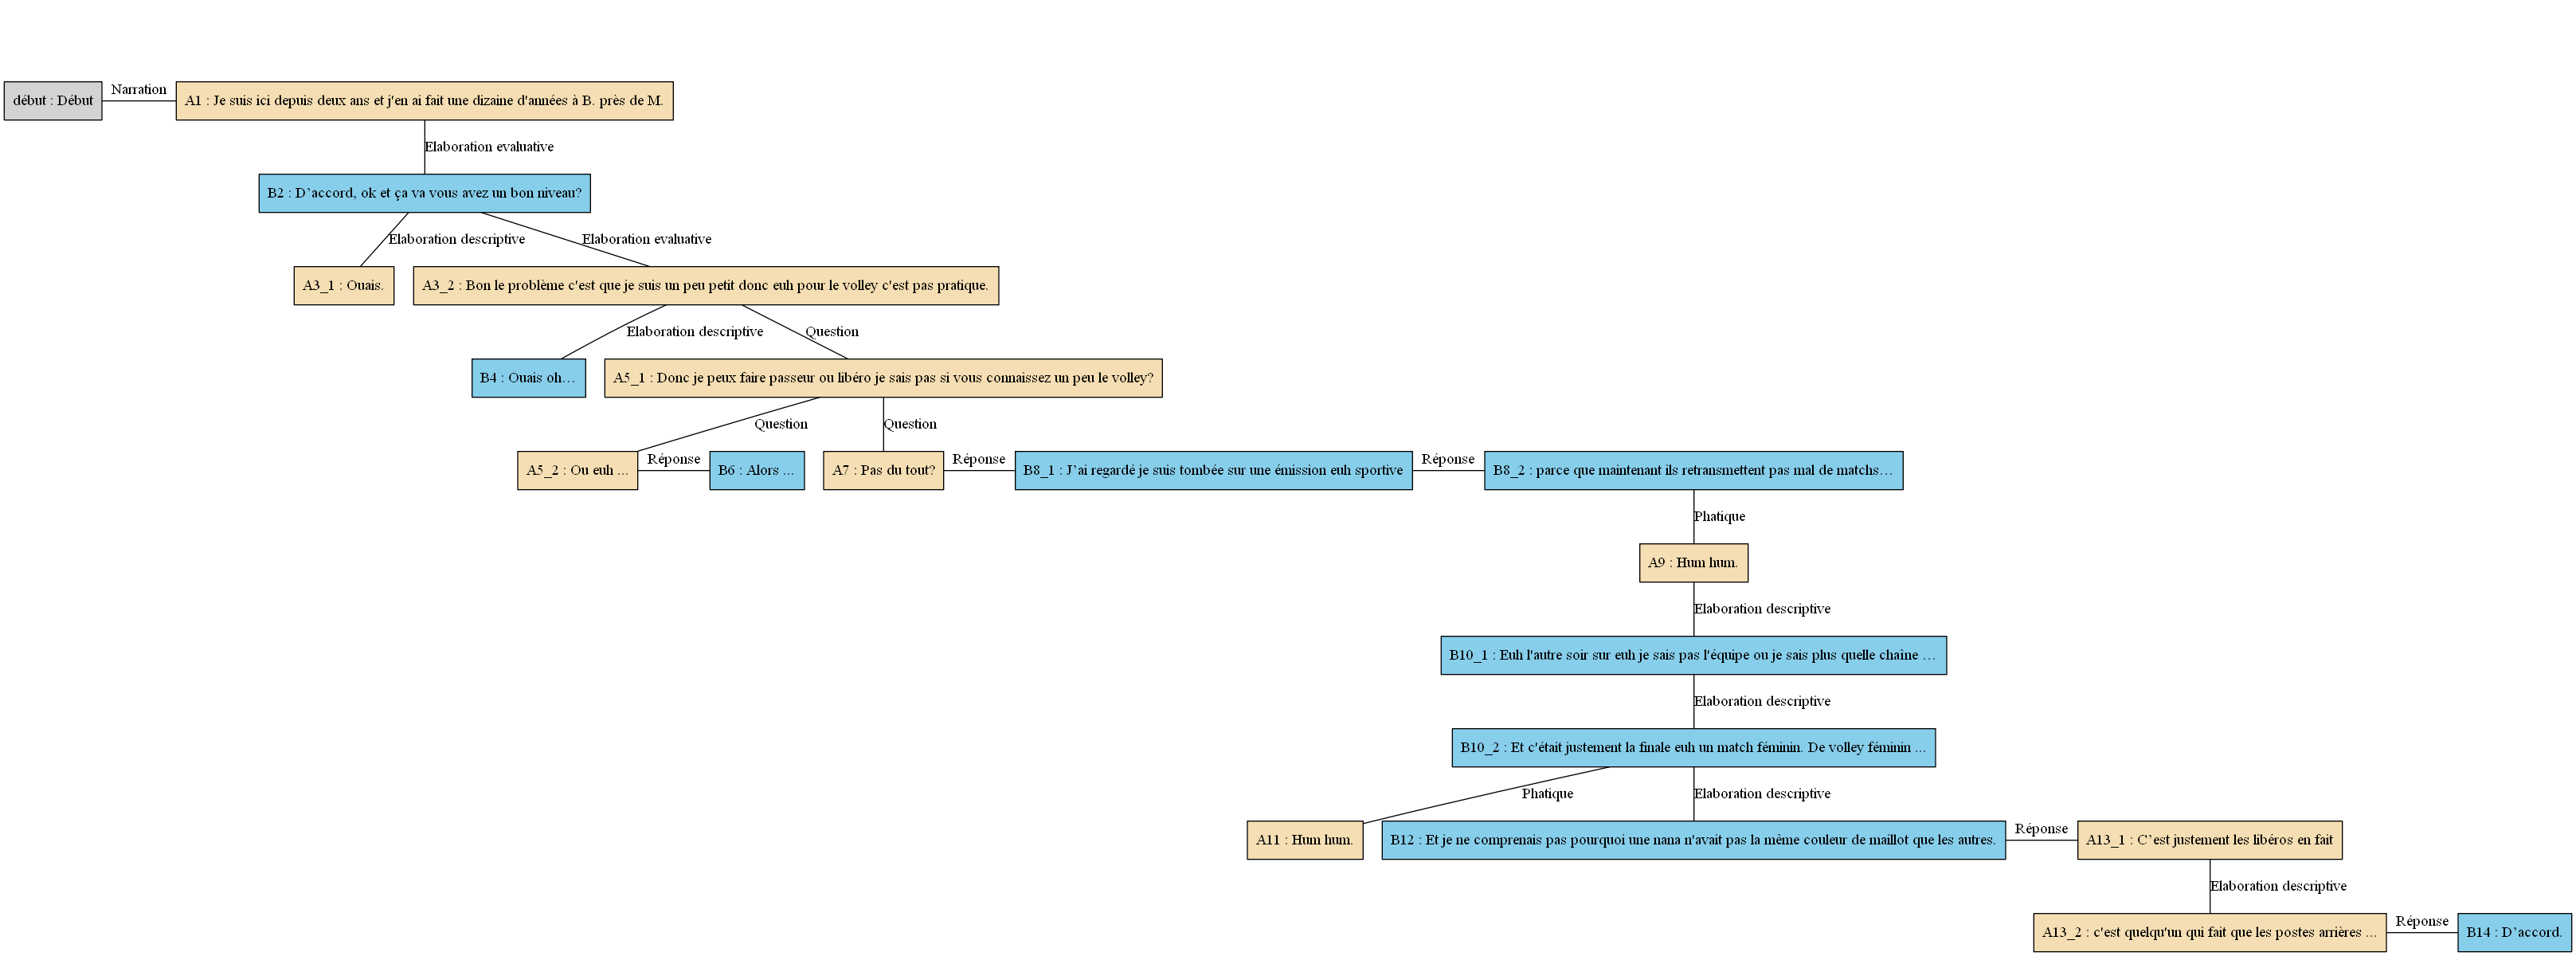 Narration
début : Début
A1 : Je suis ici depuis deux ans et j'en ai fait une dizaine d'années à B. près de M.
Elaboration evaluative
B2 : D’accord, ok et ça va vous avez un bon niveau?
Elaboration descriptive
Elaboration evaluative
A3_1 : Ouais.
A3_2 : Bon le problème c'est que je suis un peu petit donc euh pour le volley c'est pas pratique.
Elaboration descriptive
Question
B4 : Ouais oh…
A5_1 : Donc je peux faire passeur ou libéro je sais pas si vous connaissez un peu le volley?
Question
Question
A5_2 : Ou euh ...
Réponse
B6 : Alors ...
A7 : Pas du tout?
Réponse
B8_1 : J’ai regardé je suis tombée sur une émission euh sportive
Réponse
B8_2 : parce que maintenant ils retransmettent pas mal de matchs…
Phatique
A9 : Hum hum.
Elaboration descriptive
B10_1 : Euh l'autre soir sur euh je sais pas l'équipe ou je sais plus quelle chaîne …
Elaboration descriptive
B10_2 : Et c'était justement la finale euh un match féminin. De volley féminin ...
Phatique
Elaboration descriptive
A11 : Hum hum.
B12 : Et je ne comprenais pas pourquoi une nana n'avait pas la même couleur de maillot que les autres.
Réponse
A13_1 : C’est justement les libéros en fait
Elaboration descriptive
A13_2 : c'est quelqu'un qui fait que les postes arrières ...
Réponse
B14 : D’accord.